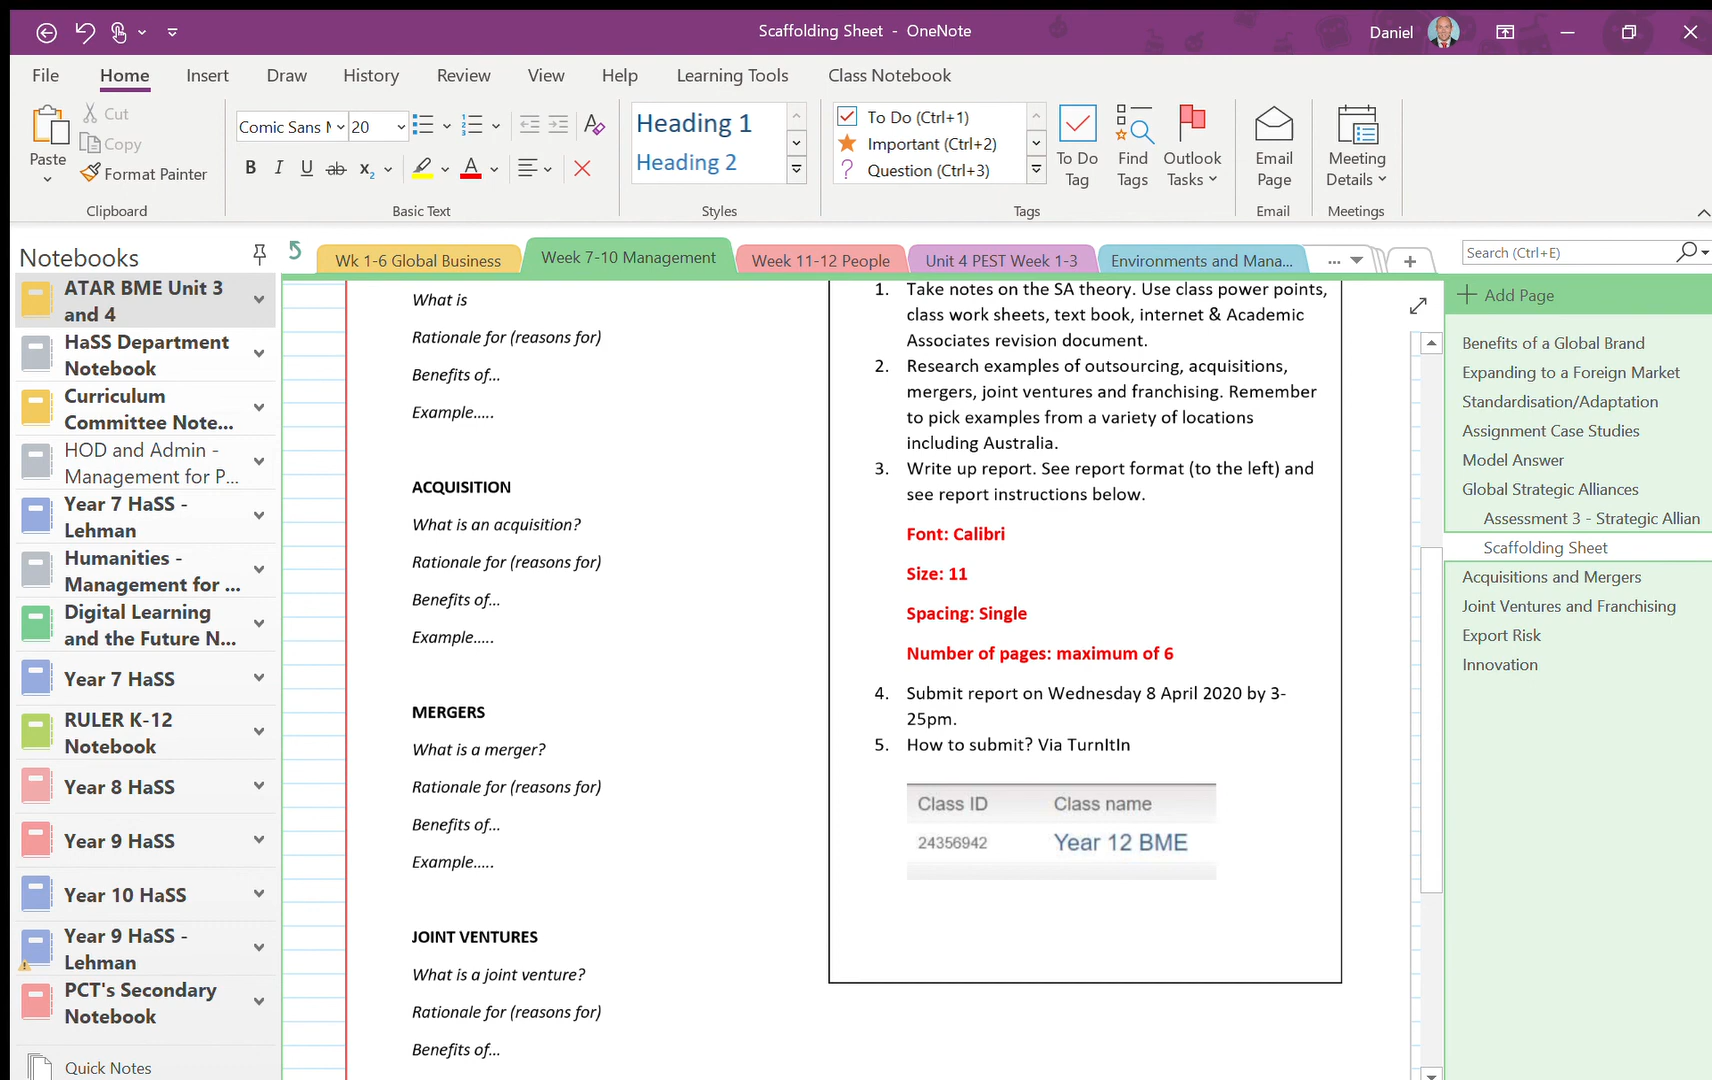 Scaffolding Sheet - OneNote
Daniel
File
Home
Insert
Draw
History
Review
View
Help
Learning Tools
Class Notebook
Paste
Cut
Copy
Format Painter
Clipboard
Comic Sans
20
B I U ab x₂
A
Basic Text
Heading 1
Heading 2
Styles
To Do (Ctrl+1)
Important (Ctrl+2)
? Question (Ctrl+3)
Tags
To Do
Tag
Find
Tags
Outlook
Tasks
Email
Page
Email
Meeting
Details
Meetings
Notebooks
ATAR BME Unit 3
and 4
HaSS Department
Notebook
Curriculum
Committee Note...
HOD and Admin -
Management for P...
Year 7 HaSS -
Lehman
Humanities -
Management for ...
Digital Learning
and the Future N...
Year 7 HaSS
RULER K-12
Notebook
Year 8 HaSS
Year 9 HaSS
Year 10 HaSS
Year 9 HaSS -
Lehman
PCT's Secondary
Notebook
Quick Notes
Wk 1-6 Global Business
Week 7-10 Management
Week 11-12 People
Unit 4 PEST Week 1-3
Environments and Mana...
...
+
Search (Ctrl+E)
What is
Rationale for (reasons for)
Benefits of...
Example.....
ACQUISITION
What is an acquisition?
Rationale for (reasons for)
Benefits of...
Example.....
MERGERS
What is a merger?
Rationale for (reasons for)
Benefits of...
Example.....
JOINT VENTURES
What is a joint venture?
Rationale for (reasons for)
Benefits of...
1. Take notes on the SA theory. Use class power points,
class work sheets, text book, internet & Academic
Associates revision document.
2. Research examples of outsourcing, acquisitions,
mergers, joint ventures and franchising. Remember
to pick examples from a variety of locations
including Australia.
3. Write up report. See report format (to the left) and
see report instructions below.
Font: Calibri
Size: 11
Spacing: Single
Number of pages: maximum of 6
4. Submit report on Wednesday 8 April 2020 by 3-
25pm.
5. How to submit? Via TurnItIn
Class ID Class name
24356942 Year 12 BME
Add Page
Benefits of a Global Brand
Expanding to a Foreign Market
Standardisation/Adaptation
Assignment Case Studies
Model Answer
Global Strategic Alliances
Assessment 3 - Strategic Allian
Scaffolding Sheet
Acquisitions and Mergers
Joint Ventures and Franchising
Export Risk
Innovation